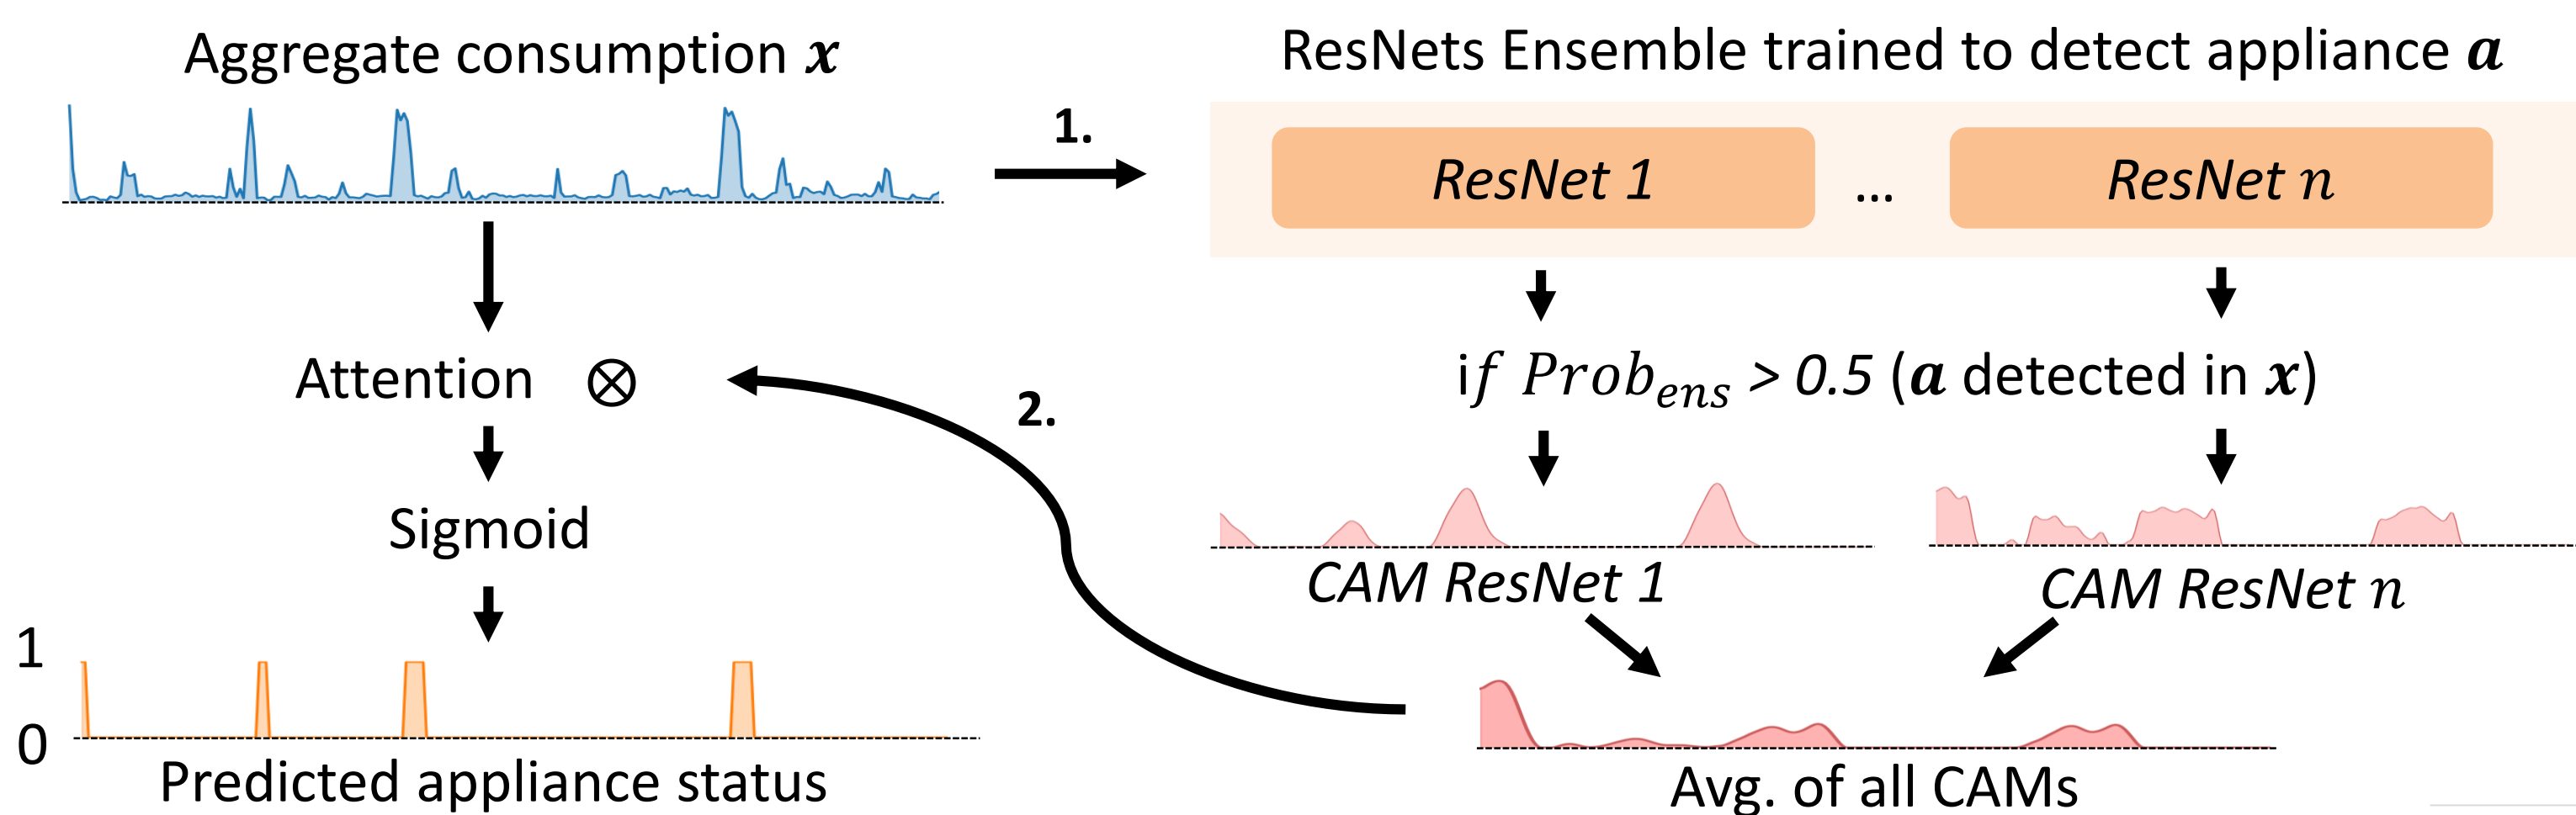 Aggregate consumption x
ResNets Ensemble trained to detect appliance a
1.
ResNet 1
...
ResNet n
Attention ⊗
2.
if Prob_ens > 0.5 (a detected in x)
Sigmoid
CAM ResNet 1
CAM ResNet n
1
0
Predicted appliance status
Avg. of all CAMs